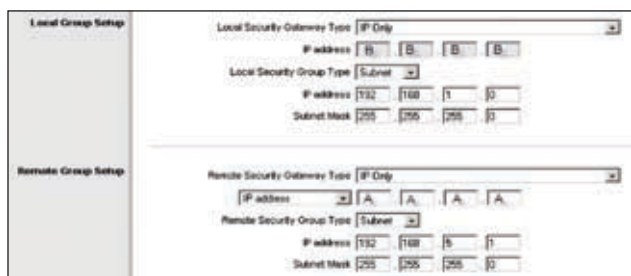 Local Group Setup
Local Security Gateway Type IP Only
IP address B. B. B. B.
Local Security Group Type Subnet
IP address 192 .168 .1 .0
Subnet Mask 255 .255 .255 .0
Remote Group Setup
Remote Security Gateway Type IP Only
IP address A. A. A. A.
Remote Security Group Type Subnet
IP address 192 .168 .5 .1
Subnet Mask 255 .255 .255 .0